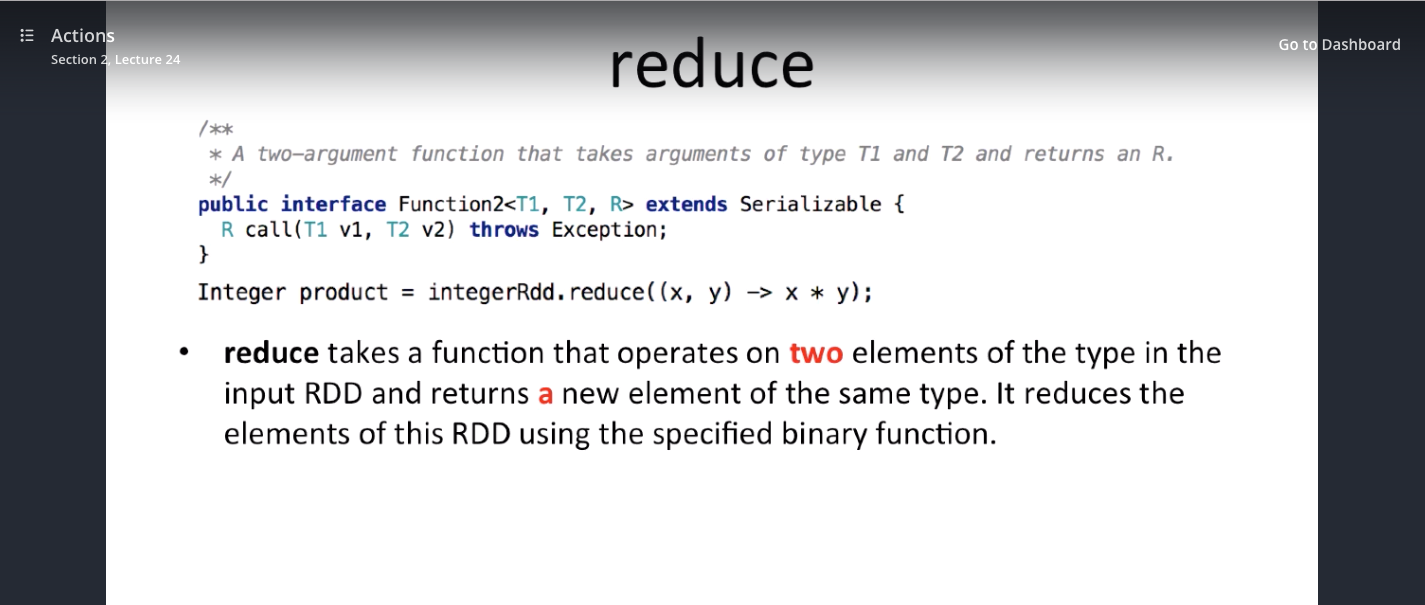 Actions
Section 2, Lecture 24
Go to Dashboard
reduce
/**
* A two-argument function that takes arguments of type T1 and T2 and returns an R.
*/
public interface Function2<T1, T2, R> extends Serializable {
R call(T1 v1, T2 v2) throws Exception;
}
Integer product = integerRdd.reduce((x, y) -> x * y);
• reduce takes a function that operates on two elements of the type in the
input RDD and returns a new element of the same type. It reduces the
elements of this RDD using the specified binary function.